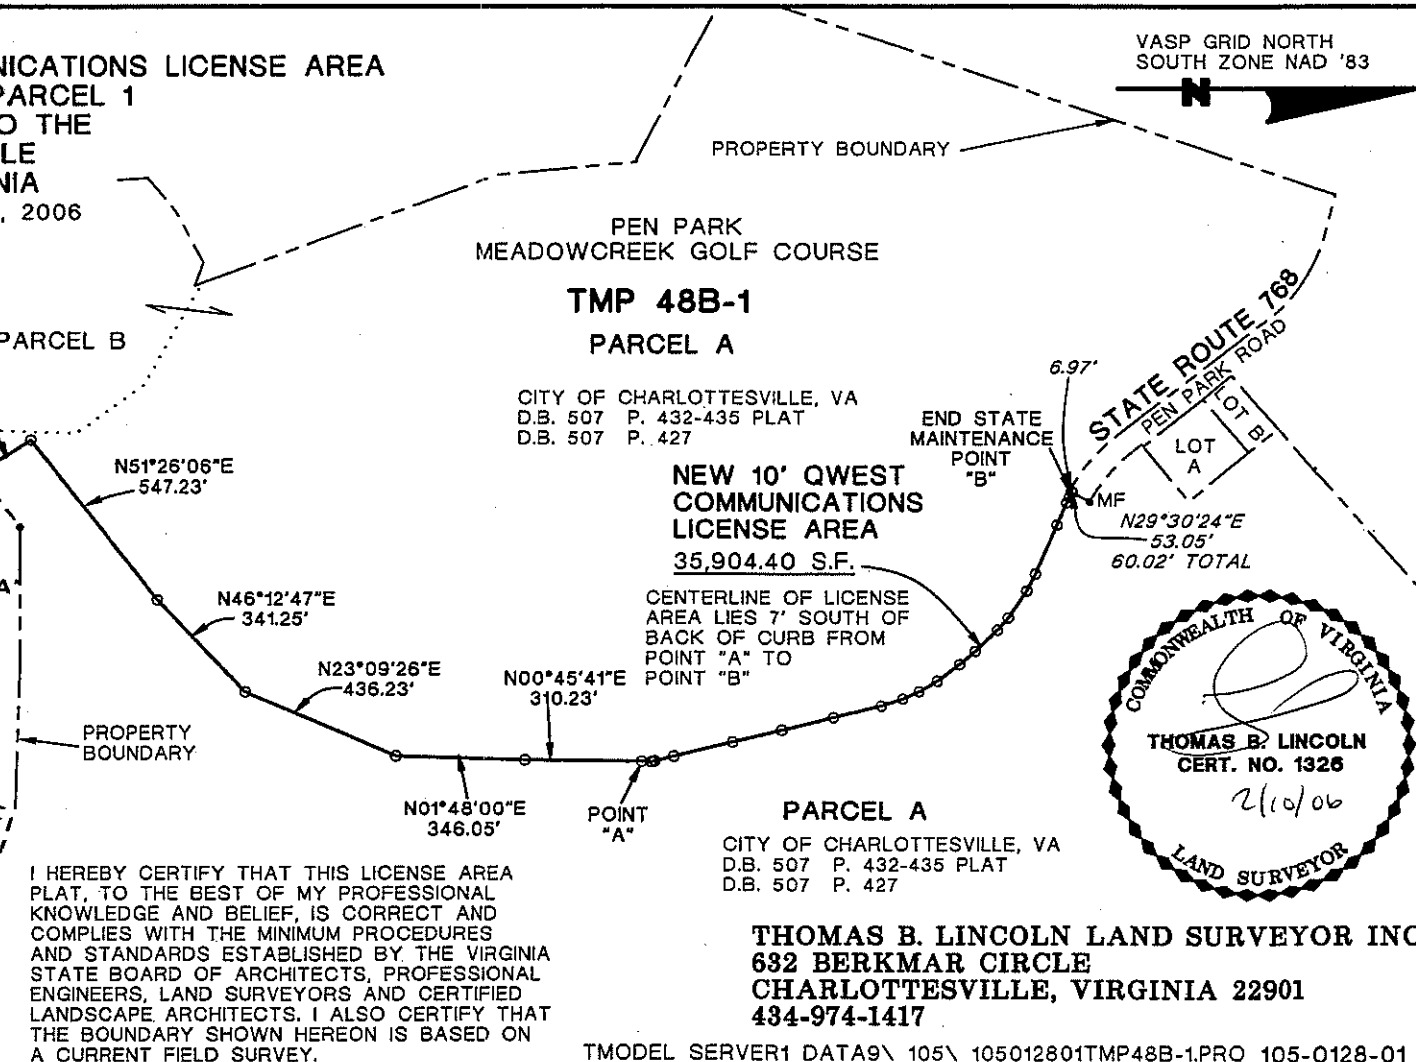 NICATIONS LICENSE AREA
PARCEL 1
O THE
LE
NIA
, 2006
VASP GRID NORTH
SOUTH ZONE NAD '83
N
PROPERTY BOUNDARY
PEN PARK
MEADOWCREEK GOLF COURSE
TMP 48B-1
PARCEL A
CITY OF CHARLOTTESVILLE, VA
D.B. 507 P. 432-435 PLAT
D.B. 507 P. 427
PARCEL B
STATE ROUTE 768
PEN PARK ROAD
LOT B
LOT
A
6.97'
END STATE
MAINTENANCE
POINT
"B"
MF
N29°30'24"E
53.05'
60.02' TOTAL
NEW 10' QWEST
COMMUNICATIONS
LICENSE AREA
35,904.40 S.F.
CENTERLINE OF LICENSE
AREA LIES 7' SOUTH OF
BACK OF CURB FROM
POINT "A" TO
POINT "B"
N51°26'06"E
547.23'
N46°12'47"E
341.25'
N23°09'26"E
436.23'
N00°45'41"E
310.23'
N01°48'00"E
346.05'
POINT
"A"
A"
PROPERTY
BOUNDARY
PARCEL A
CITY OF CHARLOTTESVILLE, VA
D.B. 507 P. 432-435 PLAT
D.B. 507 P. 427
COMMONWEALTH OF VIRGINIA
THOMAS B. LINCOLN
CERT. NO. 1326
2/10/06
LAND SURVEYOR
I HEREBY CERTIFY THAT THIS LICENSE AREA
PLAT, TO THE BEST OF MY PROFESSIONAL
KNOWLEDGE AND BELIEF, IS CORRECT AND
COMPLIES WITH THE MINIMUM PROCEDURES
AND STANDARDS ESTABLISHED BY THE VIRGINIA
STATE BOARD OF ARCHITECTS, PROFESSIONAL
ENGINEERS, LAND SURVEYORS AND CERTIFIED
LANDSCAPE ARCHITECTS. I ALSO CERTIFY THAT
THE BOUNDARY SHOWN HEREON IS BASED ON
A CURRENT FIELD SURVEY.
THOMAS B. LINCOLN LAND SURVEYOR INC
632 BERKMAR CIRCLE
CHARLOTTESVILLE, VIRGINIA 22901
434-974-1417
TMODEL SERVER1 DATA9\ 105\ 105012801TMP48B-1.PRO 105-0128-01